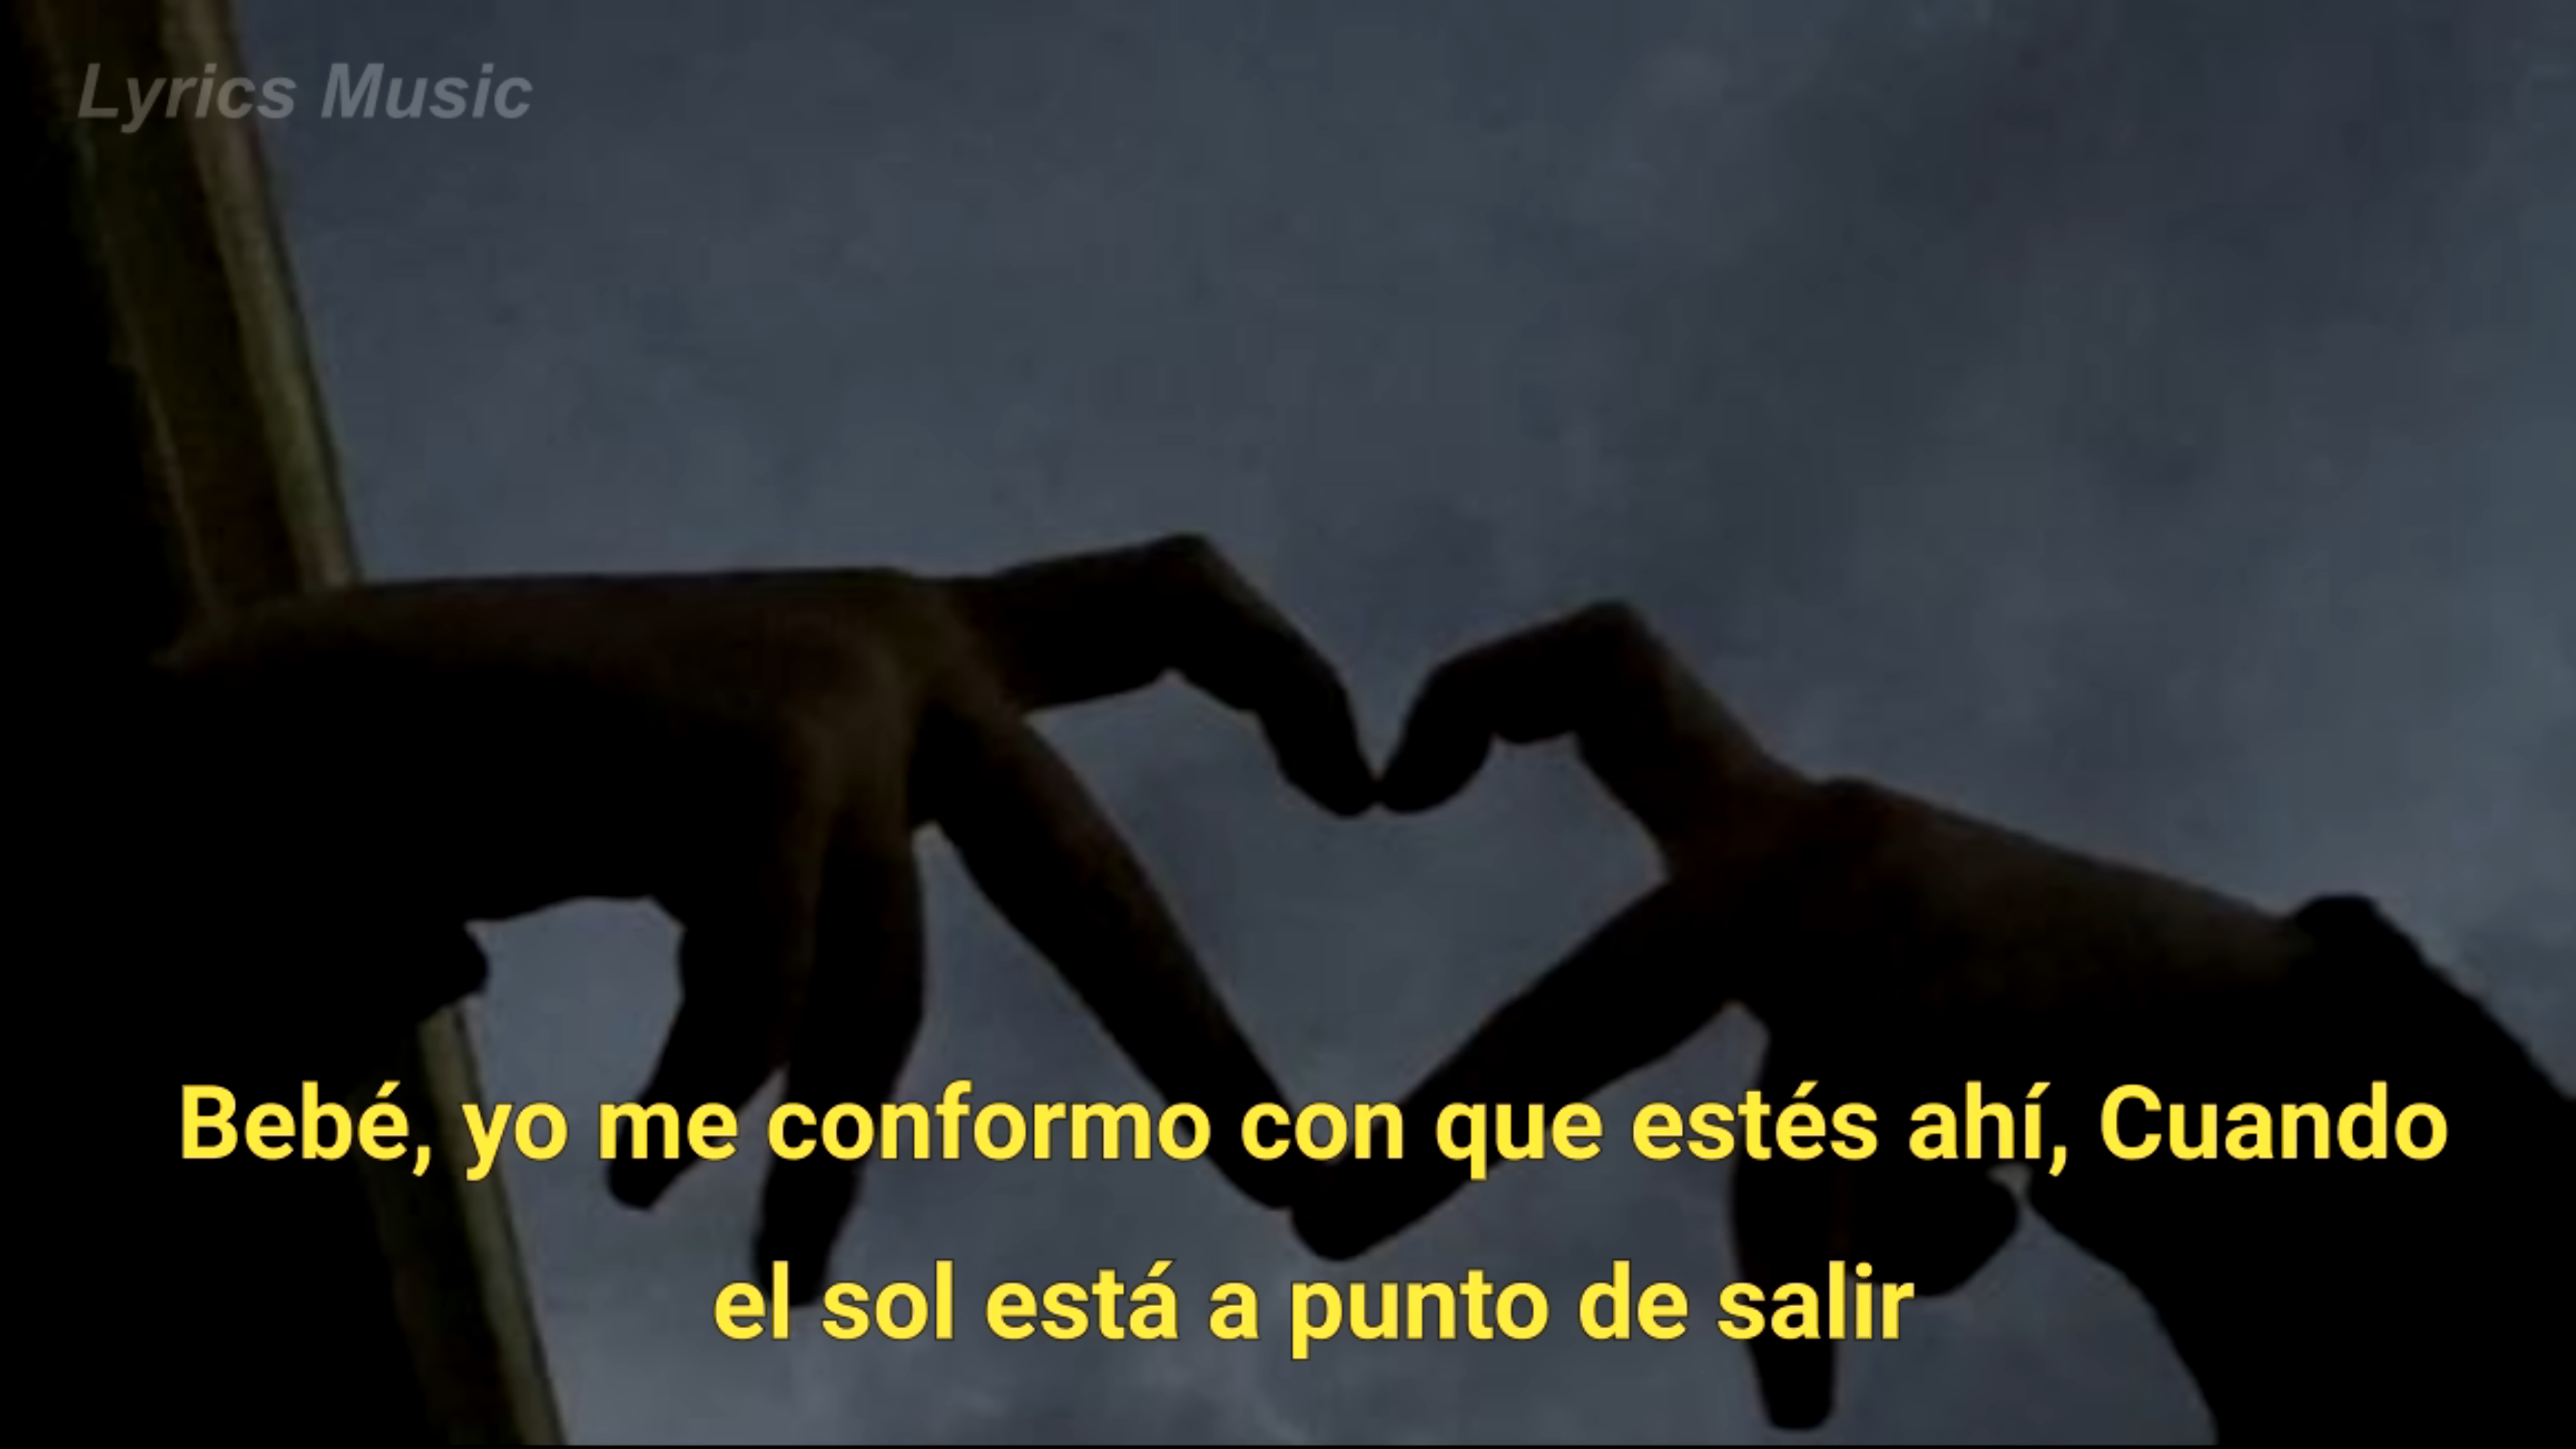 Lyrics Music
Bebé, yo me conformo con que estés ahí, Cuando
el sol está a punto de salir